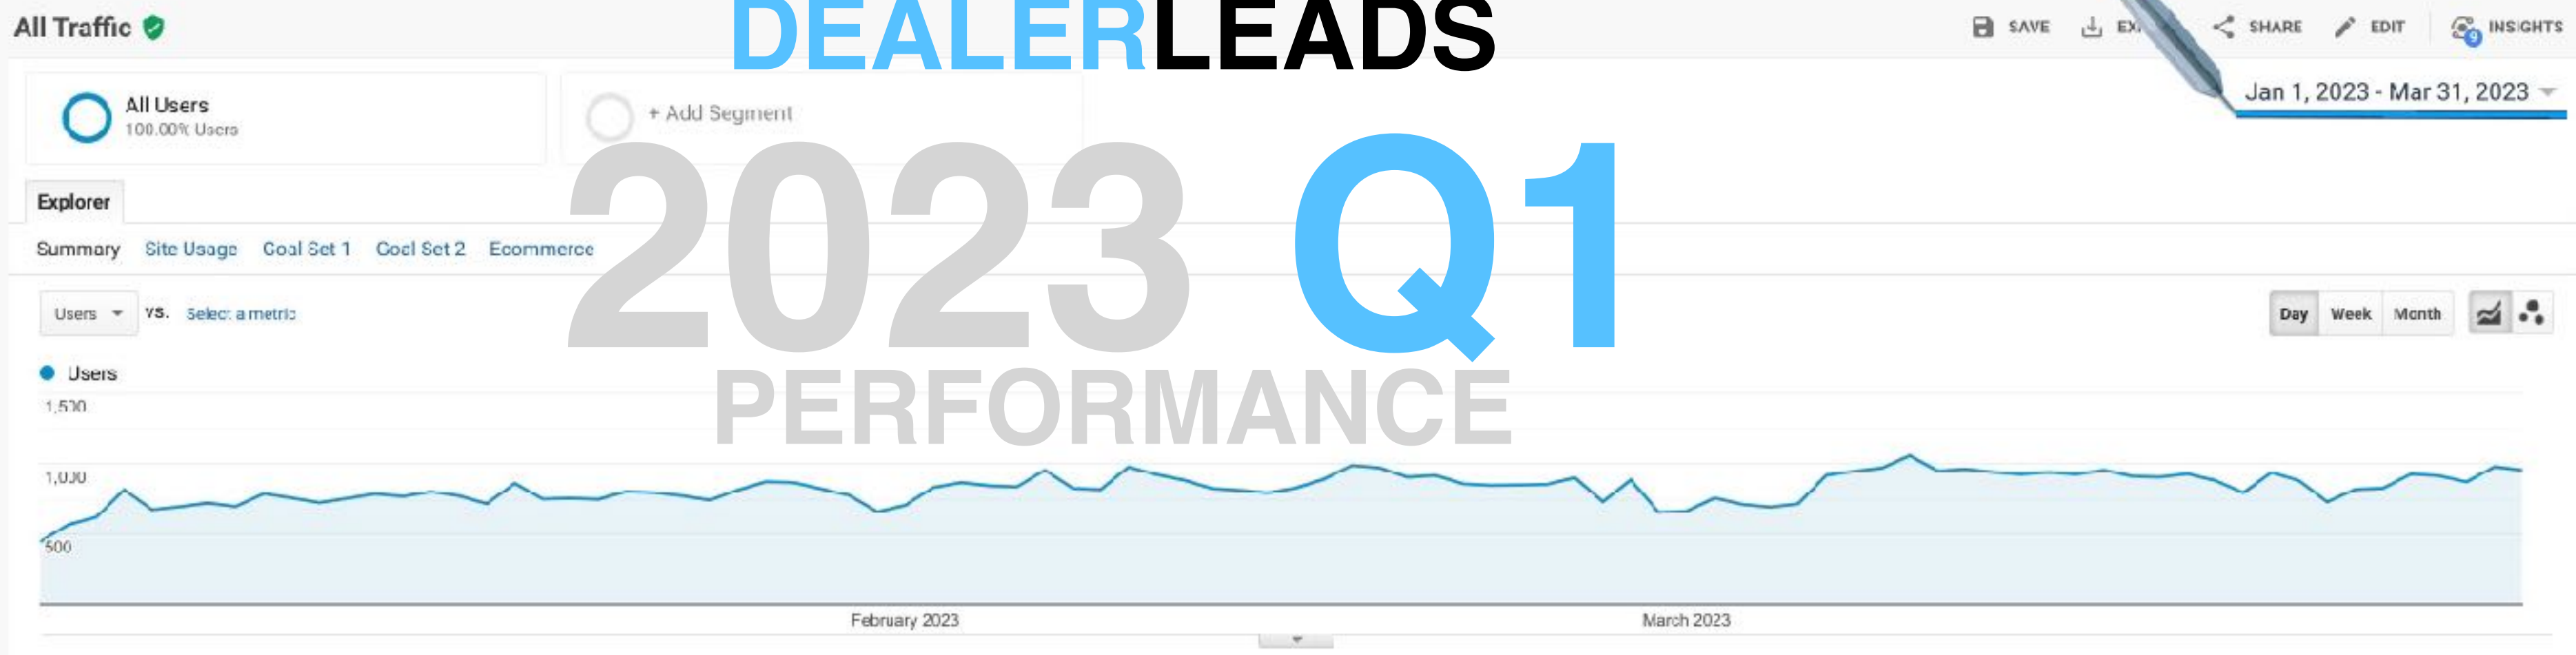 All Traffic
DEALERLEADS
SAVE
SHARE
EDIT
INSIGHTS
9
All Users
100.00% Users
+ Add Segment
Jan 1, 2023 - Mar 31, 2023
2023 Q1
Explorer
Summary Site Usage Goal Set 1 Goal Set 2 Ecommerce
Users VS. Select a metric
Day Week Month
Users
PERFORMANCE
1,500
1,000
500
February 2023
March 2023